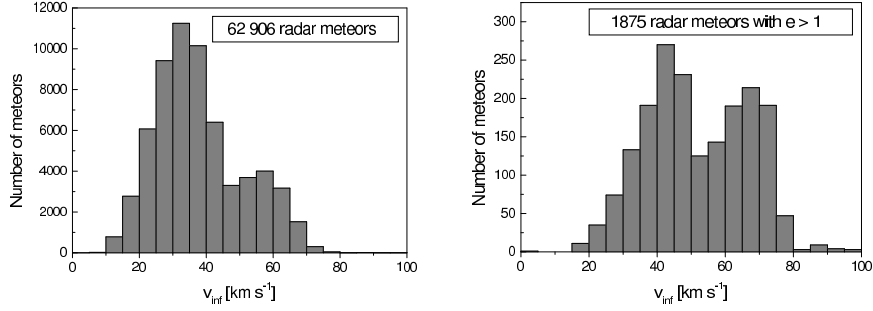 62 906 radar meteors
12000
10000
8000
6000
4000
2000
0
Number of meteors
0 20 40 60 80 100
v_inf [km s⁻¹]
1875 radar meteors with e > 1
300
250
200
150
100
50
0
Number of meteors
0 20 40 60 80 100
v_inf [km s⁻¹]